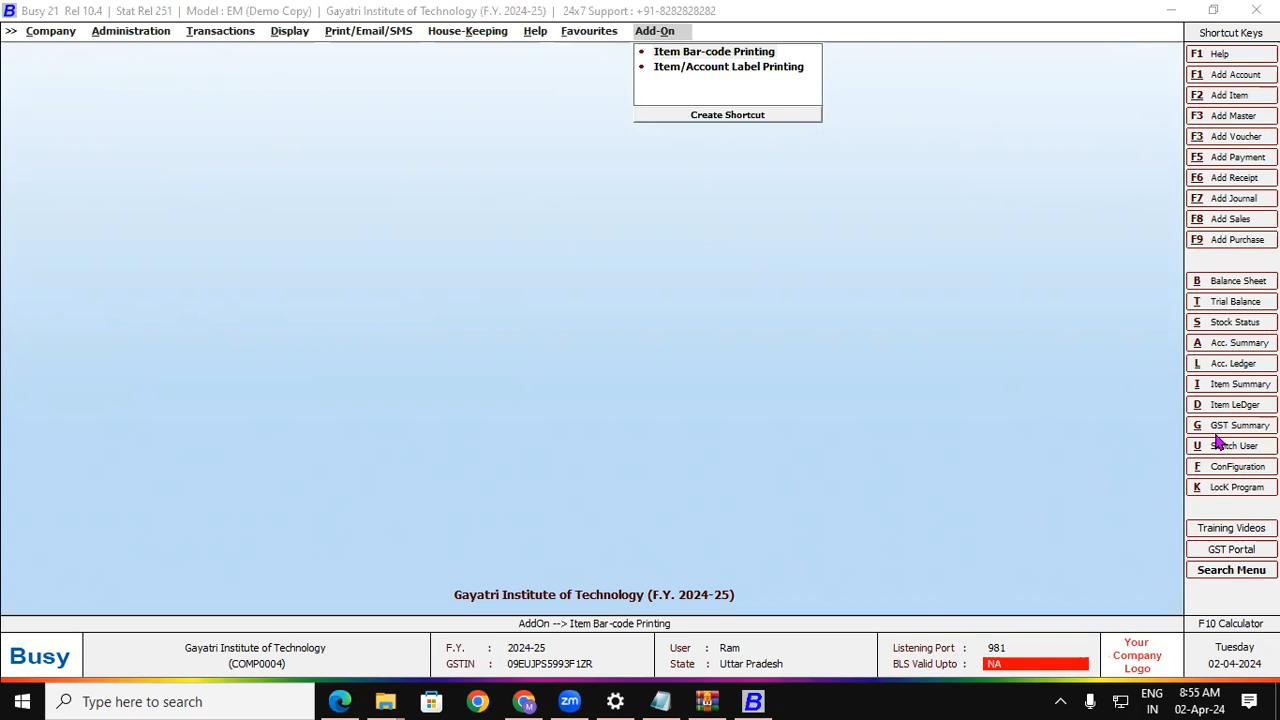 Busy 21 Rel 10.4 | Stat Rel 251 | Model : EM (Demo Copy) | Gayatri Institute of Technology (F.Y. 2024-25) | 24x7 Support : +91-8282828282
>> Company Administration Transactions Display Print/Email/SMS House-Keeping Help Favourites Add-On
Item Bar-code Printing
Item/Account Label Printing
Create Shortcut
Shortcut Keys
F1 Help
F1 Add Account
F2 Add Item
F3 Add Master
F3 Add Voucher
F5 Add Payment
F6 Add Receipt
F7 Add Journal
F8 Add Sales
F9 Add Purchase
B Balance Sheet
T Trial Balance
S Stock Status
A Acc. Summary
L Acc. Ledger
I Item Summary
D Item LeDger
G GST Summary
U User
F ConFiguration
K LocK Program
Training Videos
GST Portal
Search Menu
Gayatri Institute of Technology (F.Y. 2024-25)
AddOn --> Item Bar-code Printing
F10 Calculator
Busy
Gayatri Institute of Technology
(COMP0004)
F.Y. : 2024-25
GSTIN : 09EUJPS5993F1ZR
User : Ram
State : Uttar Pradesh
Listening Port : 981
BLS Valid Upto : NA
Your
Company
Logo
Tuesday
02-04-2024
Type here to search
zm
ENG
IN
8:55 AM
02-Apr-24